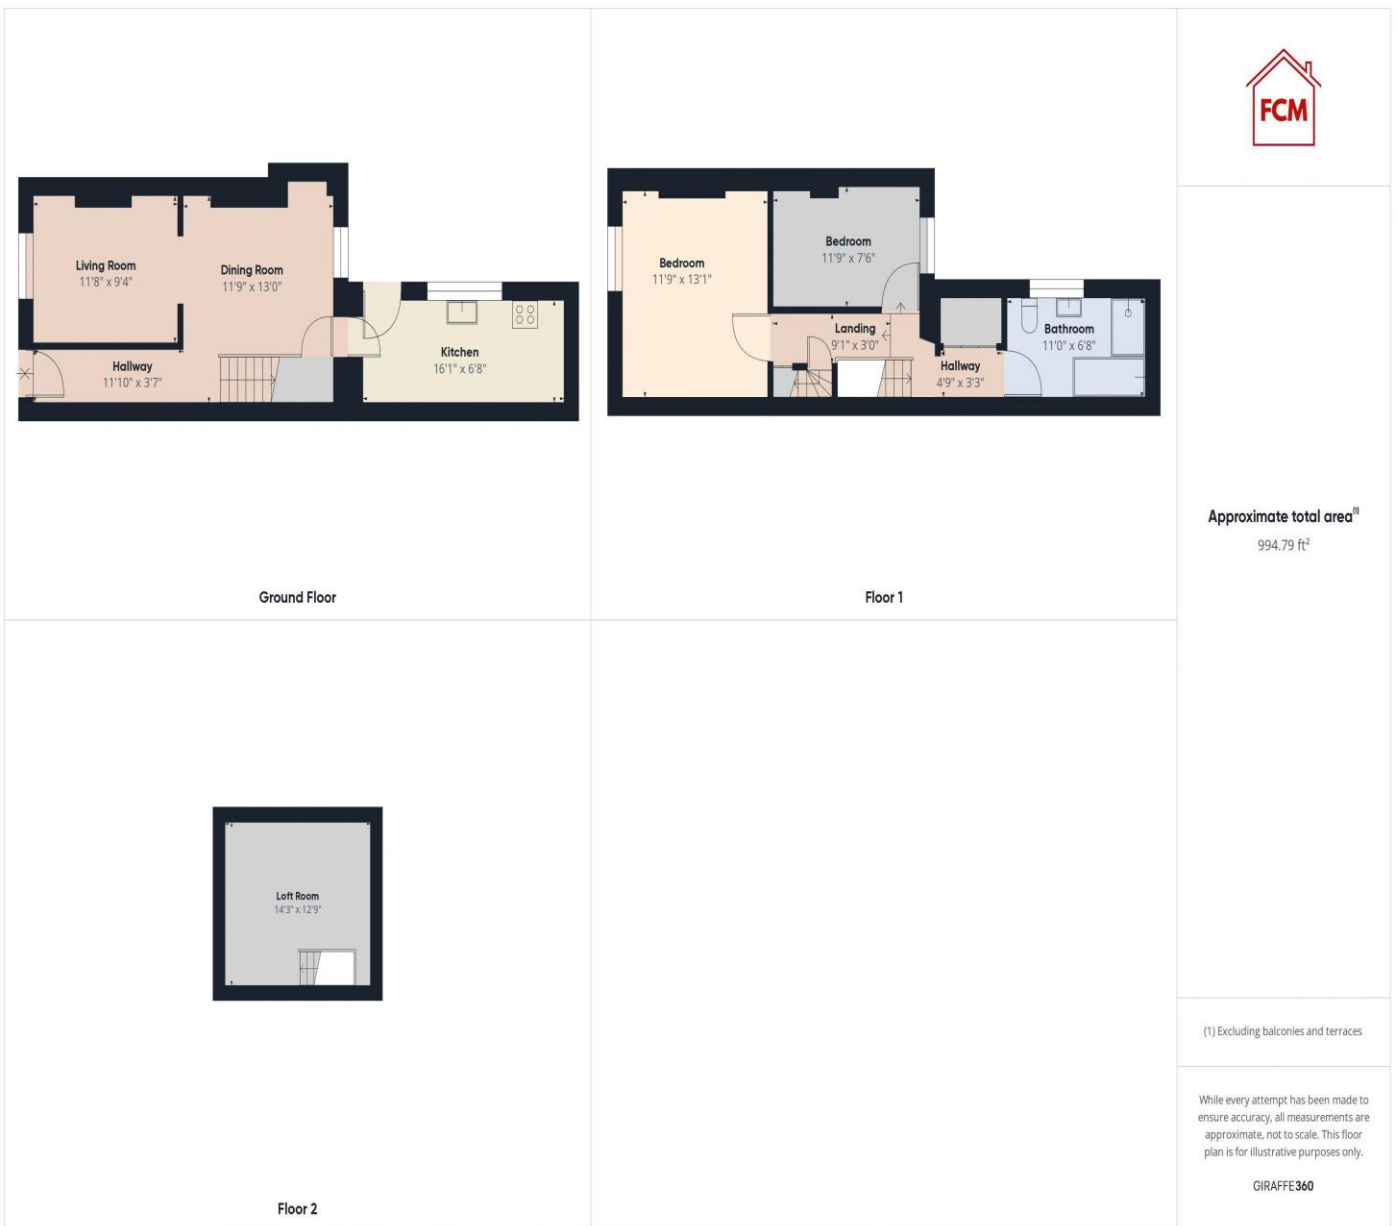 FCM
Living Room
11'8" x 9'4"
Dining Room
11'9" x 13'0"
Hallway
11'10" x 3'7"
Kitchen
16'1" x 6'8"
Ground Floor
Bedroom
11'9" x 13'1"
Bedroom
11'9" x 7'6"
Landing
9'1" x 3'0"
Hallway
4'9" x 3'3"
Bathroom
11'0" x 6'8"
Floor 1
Loft Room
14'3" x 12'9"
Floor 2
Approximate total area(1)
994.79 ft²
(1) Excluding balconies and terraces
While every attempt has been made to
ensure accuracy, all measurements are
approximate, not to scale. This floor
plan is for illustrative purposes only.
GIRAFFE360